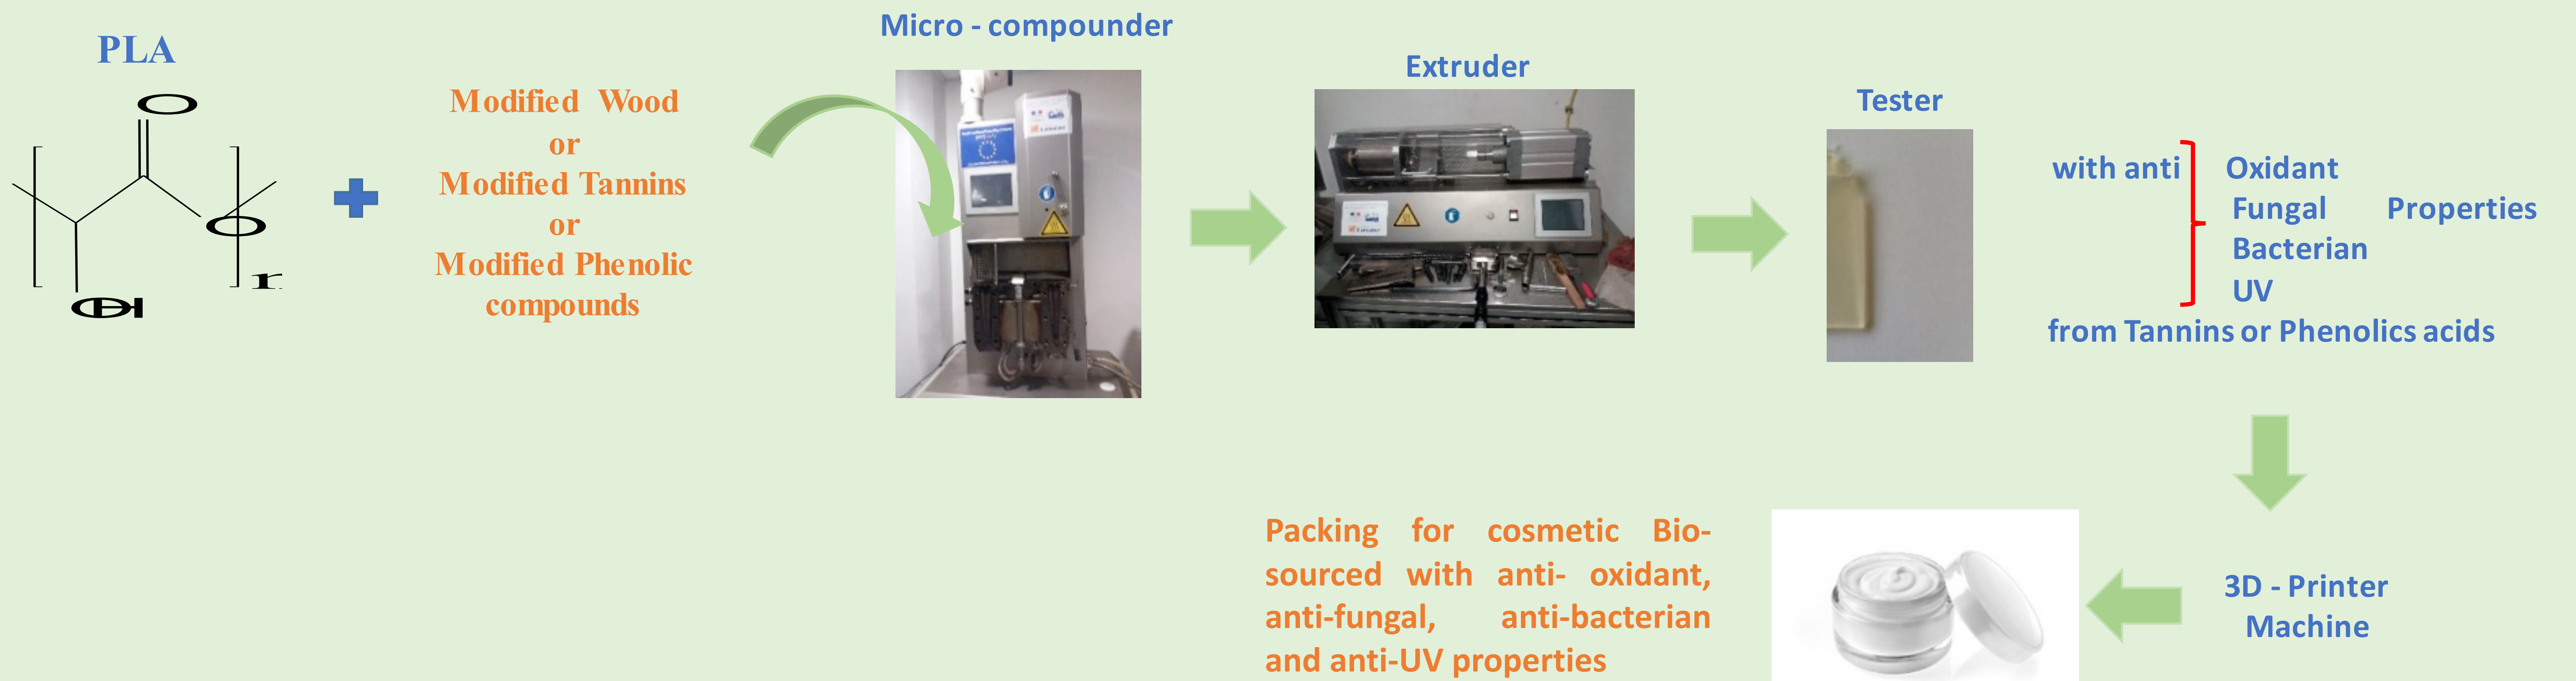 PLA
O
O
OH
n
Modified Wood
or
Modified Tannins
or
Modified Phenolic
compounds
Micro - compounder
Extruder
Tester
with anti
Oxidant
Fungal Properties
Bacterian
UV
from Tannins or Phenolics acids
3D - Printer
Machine
Packing for cosmetic Bio-
sourced with anti- oxidant,
anti-fungal, anti-bacterian
and anti-UV properties